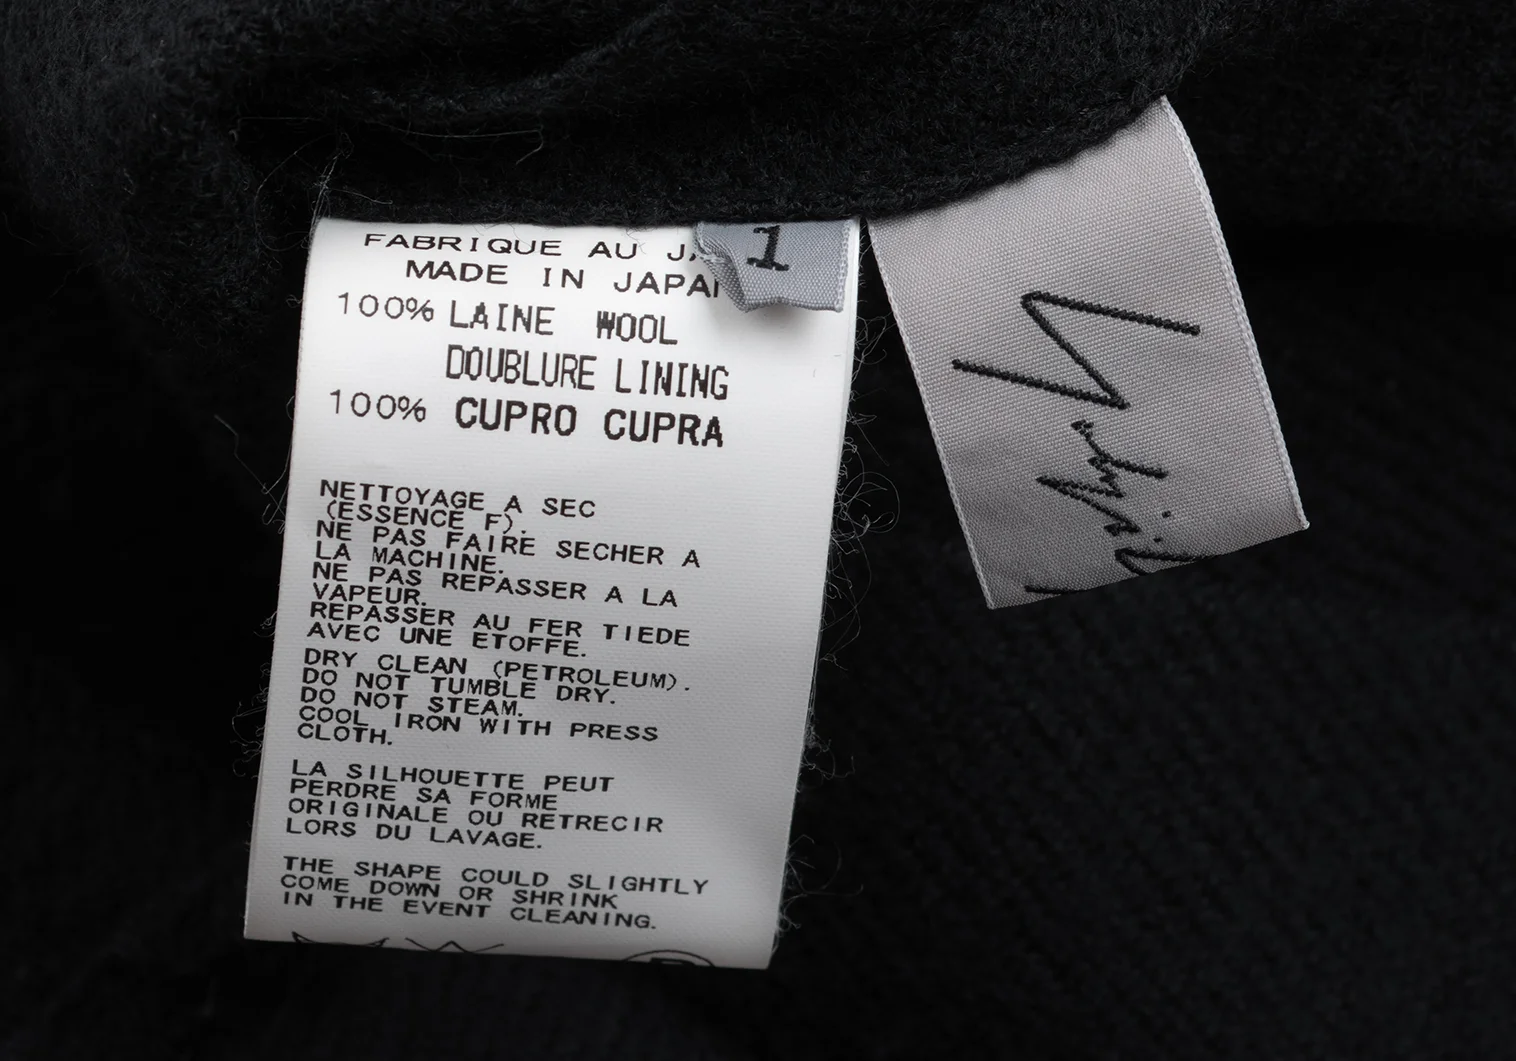 FABRIQUE AU
MADE IN JAPAN
1
100% LAINE WOOL
DOUBLURE LINING
100% CUPRO CUPRA
NETTOYAGE A SEC
(ESSENCE F).
NE PAS FAIRE SECHER A
LA MACHINE.
NE PAS REPASSER A LA
VAPEUR.
REPASSER AU FER TIEDE
AVEC UNE ETOFFE.
DRY CLEAN (PETROLEUM).
DO NOT TUMBLE DRY.
DO NOT STEAM.
COOL IRON WITH PRESS
CLOTH.
LA SILHOUETTE PEUT
PERDRE SA FORME
ORIGINALE OU RETRECIR
LORS DU LAVAGE.
THE SHAPE COULD SLIGHTLY
COME DOWN OR SHRINK
IN THE EVENT CLEANING.